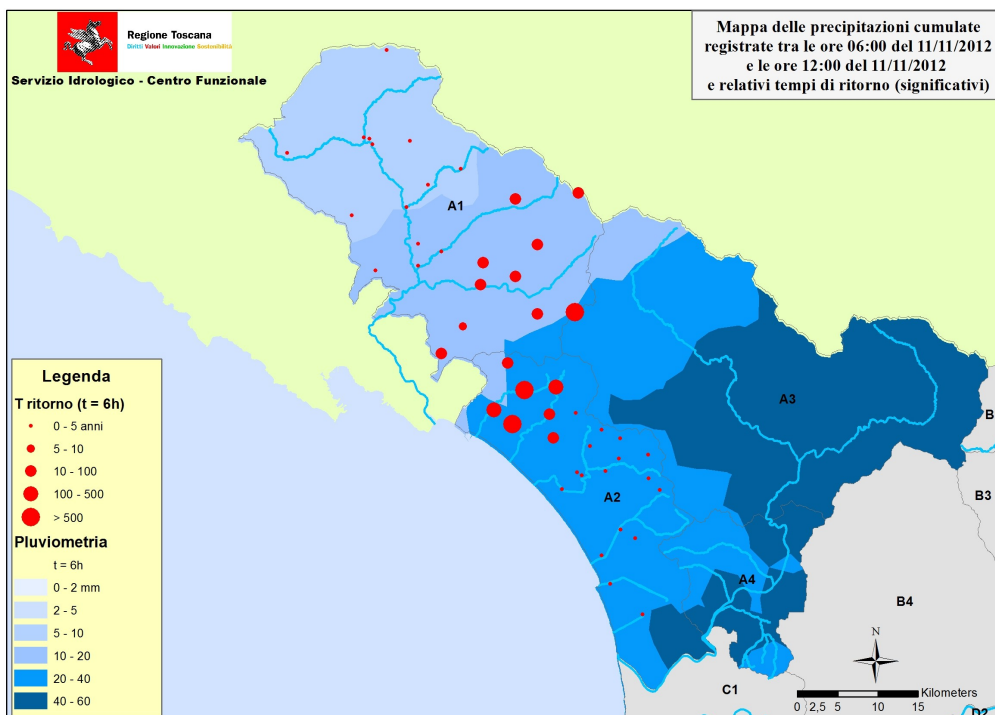 Regione Toscana
Diritti Valori Innovazione Sostenibilità
Servizio Idrologico - Centro Funzionale
Mappa delle precipitazioni cumulate
registrate tra le ore 06:00 del 11/11/2012
e le ore 12:00 del 11/11/2012
e relativi tempi di ritorno (significativi)
A1
A3
A2
A4
B
B3
B4
C1
D2
Legenda
T ritorno (t = 6h)
0 - 5 anni
5 - 10
10 - 100
100 - 500
> 500
Pluviometria
t = 6h
0 - 2 mm
2 - 5
5 - 10
10 - 20
20 - 40
40 - 60
N
Kilometers
0 2,5 5 10 15